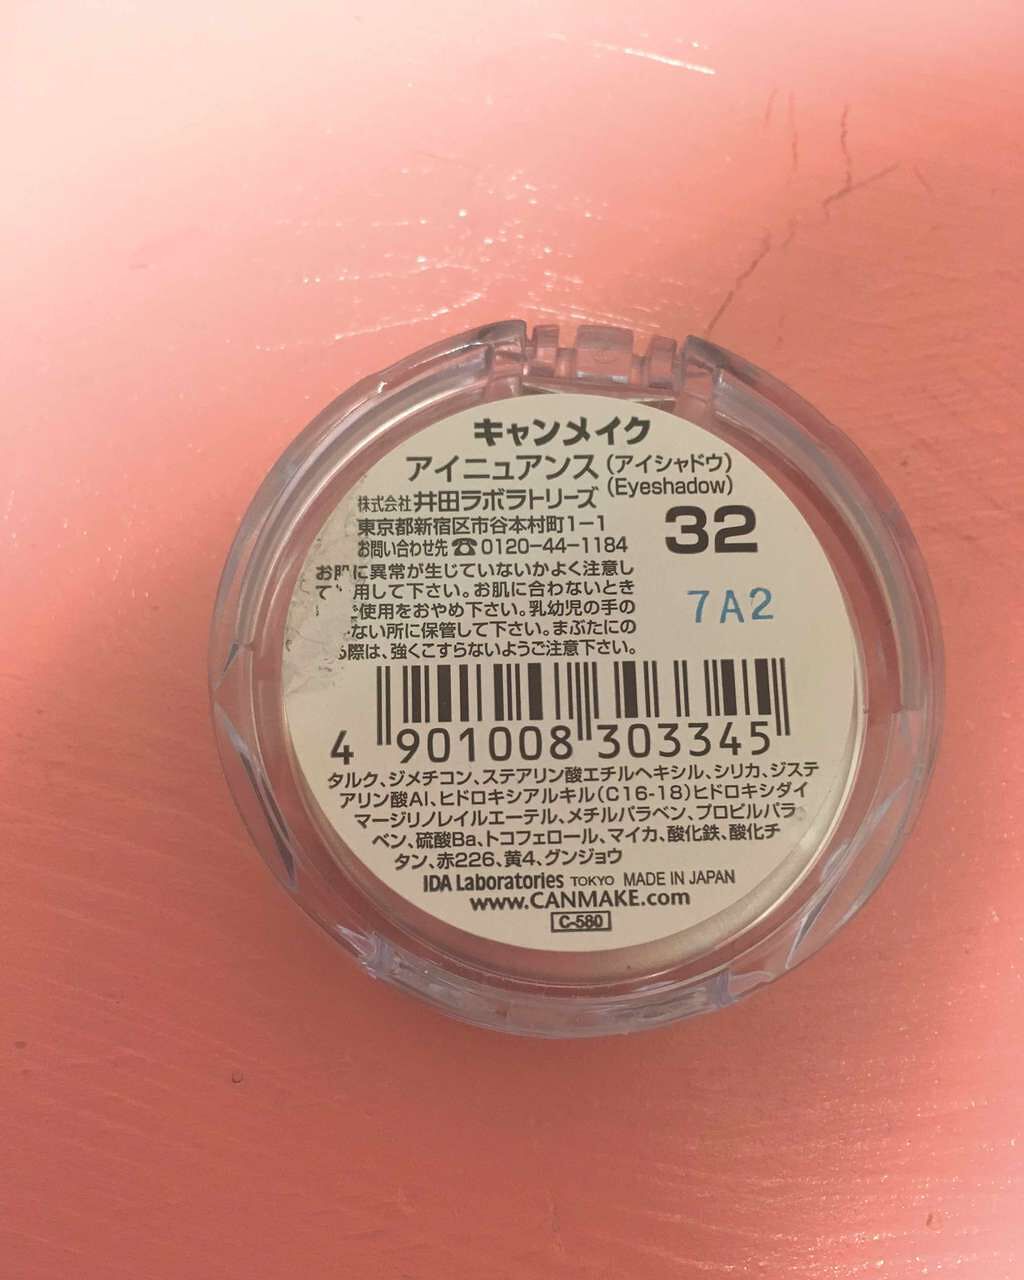 キャンメイク
アイニュアンス(アイシャドウ)
(Eyeshadow)
株式会社 井田ラボラトリーズ
東京都新宿区市谷本村町1-1
お問い合わせ先☎0120-44-1184
32
7A2
お肌に異常が生じていないかよく注意し
て 用して下さい。お肌に合わないとき
使用をおやめ下さい。乳幼児の手の
ない所に保管して下さい。まぶたにの
る際は、強くこすらないようご注意下さい。
4 901008 303345
タルク、ジメチコン、ステアリン酸エチルヘキシル、シリカ、ジステ
アリン酸Al、ヒドロキシアルキル(C16-18)ヒドロキシダイ
マージリノレイルエーテル、メチルパラベン、プロピルパラ
ベン、硫酸Ba、トコフェロール、マイカ、酸化鉄、酸化チ
タン、赤226、黄4、グンジョウ
IDA Laboratories TOKYO MADE IN JAPAN
www.CANMAKE.com
C-580